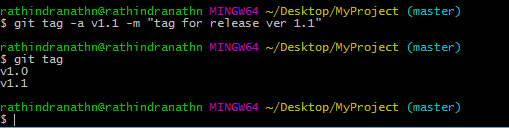 rathindranathn@rathindranathn MINGW64 ~/Desktop/MyProject (master)
$ git tag -a v1.1 -m "tag for release ver 1.1"
rathindranathn@rathindranathn MINGW64 ~/Desktop/MyProject (master)
$ git tag
v1.0
v1.1
rathindranathn@rathindranathn MINGW64 ~/Desktop/MyProject (master)
$